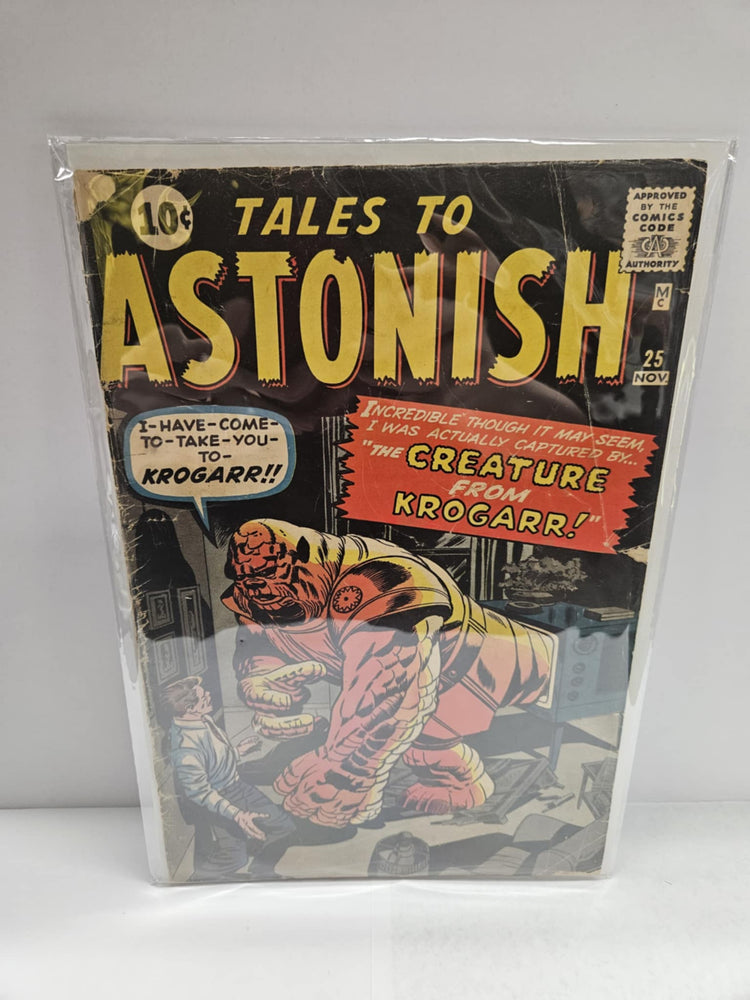 10¢
TALES TO
ASTONISH
APPROVED
BY THE
COMICS
CODE
CA
AUTHORITY
M
C
25
NOV.
I-HAVE-COME-
TO-TAKE-YOU-
TO-
KROGARR!!
INCREDIBLE THOUGH IT MAY SEEM,
I WAS ACTUALLY CAPTURED BY...
"THE CREATURE
FROM
KROGARR!"